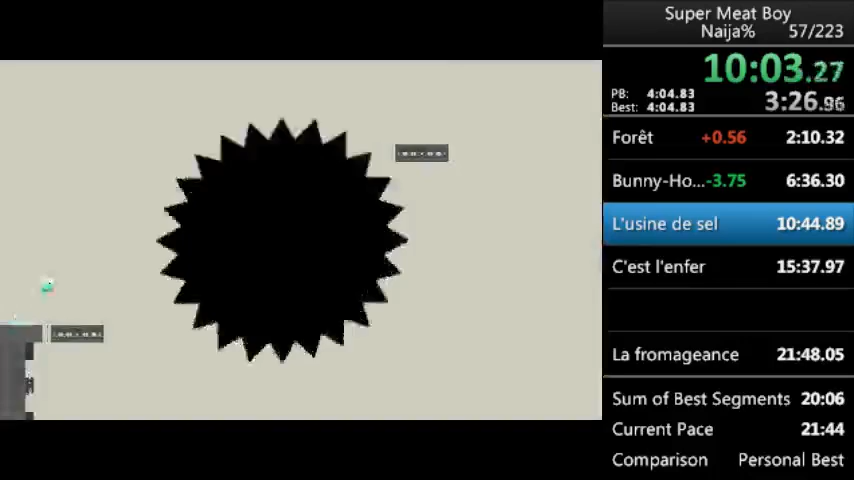 Super Meat Boy
Naija% 57/223
10:03.27
PB: 4:04.83
Best: 4:04.83
3:26.96
Forêt +0.56 2:10.32
Bunny-Ho... -3.75 6:36.30
L'usine de sel 10:44.89
C'est l'enfer 15:37.97
La fromageance 21:48.05
Sum of Best Segments 20:06
Current Pace 21:44
Comparison Personal Best